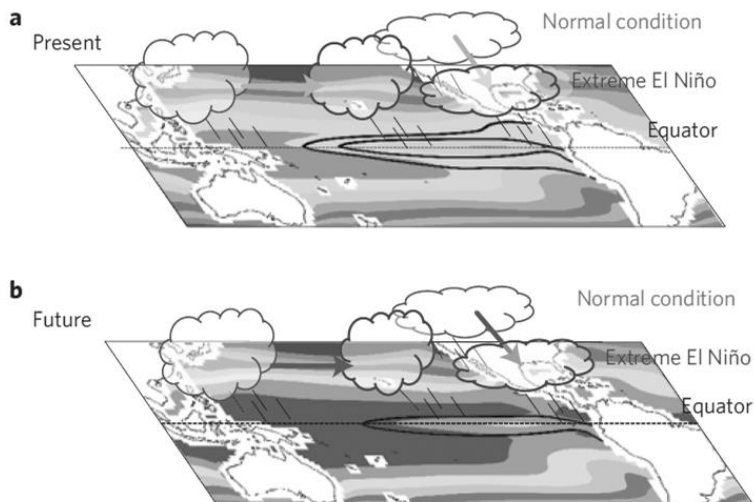 a
Present
Normal condition
Extreme El Niño
Equator
b
Future
Normal condition
Extreme El Niño
Equator